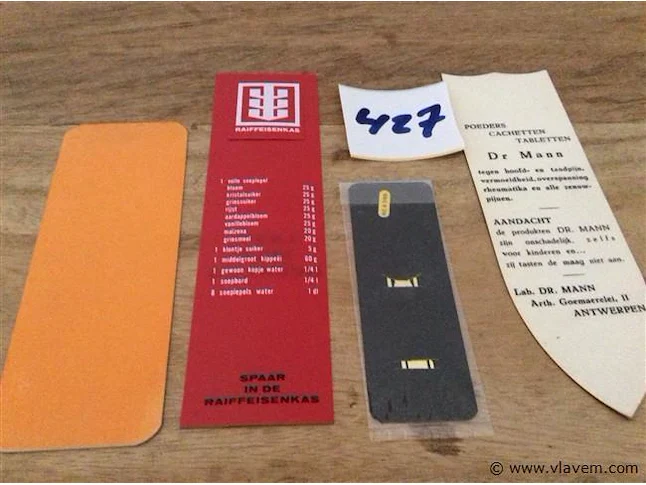 RAIFFEISENKAS
1 volle soeplepel
bloem 25 g
kristalsuiker 25 g
griessuiker 25 g
rijst 25 g
aardappelbloem 25 g
vanillebloem 25 g
maizena 20 g
griesmeel 20 g
1 klontje suiker 5 g
1 middelgroot kippeëi 60 g
1 gewoon kopje water 1/4 l
1 soepbord 1/4 l
8 soeplepels water 1 dl
SPAAR
IN DE
RAIFFEISENKAS
427
POEDERS
CACHETTEN
TABLETTEN
Dr Mann
tegen hoofd- en tandpijn,
vermoeidheid, overspanning
rheumatika en alle zenuw-
pijnen.
AANDACHT
de produkten DR. MANN
zijn onschadelijk, zelfs
voor kinderen en...
zij tasten de maag niet aan.
Lab. DR. MANN
Arth. Goemaerelei, 11
ANTWERPEN
© www.vlavem.com